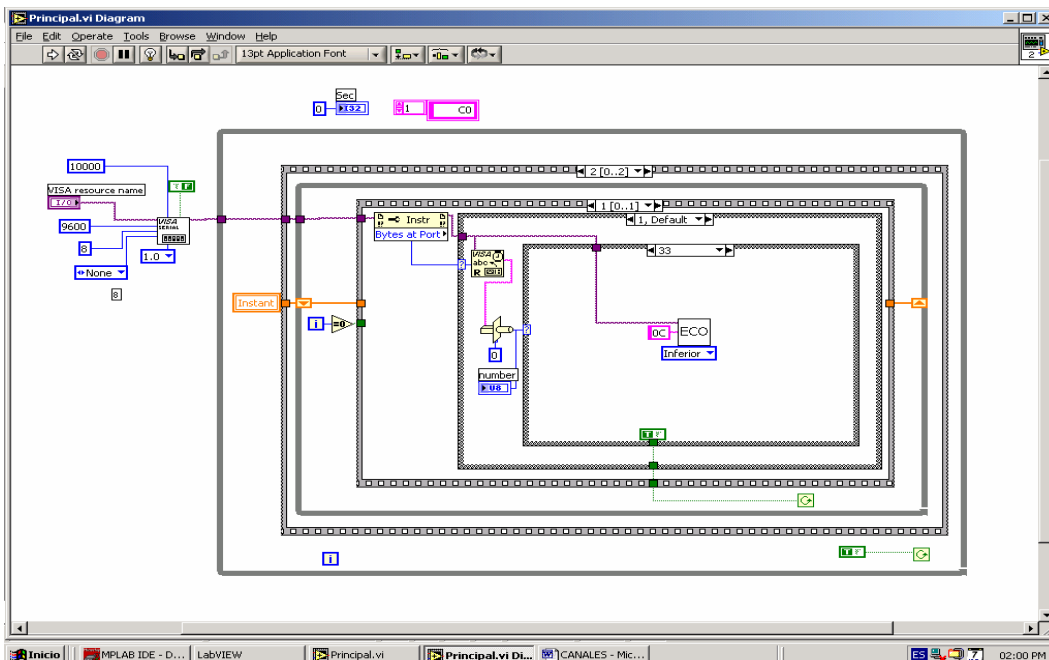 Principal.vi Diagram
File Edit Operate Tools Browse Window Help
13pt Application Font
2
Sec
0 I32
1 C0
2 [0..2]
10000
VISA resource name
I/O
T F
1 [0..1]
Instr
Bytes at Port
1, Default
VISA
SERIAL
9600
8
1.0
None
8
33
VISA
abc
R
?
Instant
i =0
0C ECO
Inferior
?
0
number
U8
T F
i
T F
Inicio MPLAB IDE - D... LabVIEW Principal.vi Principal.vi Di... CANALES - Mic... ES 7 02:00 PM